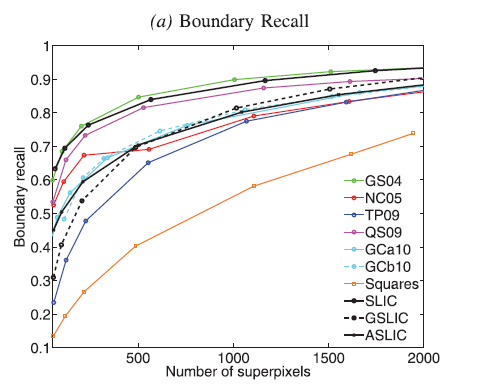 (a) Boundary Recall
1
0.9
0.8
0.7
0.6
0.5
0.4
0.3
0.2
0.1
Boundary recall
GS04
NC05
TP09
QS09
GCa10
GCb10
Squares
SLIC
GSLIC
ASLIC
500
1000
1500
2000
Number of superpixels